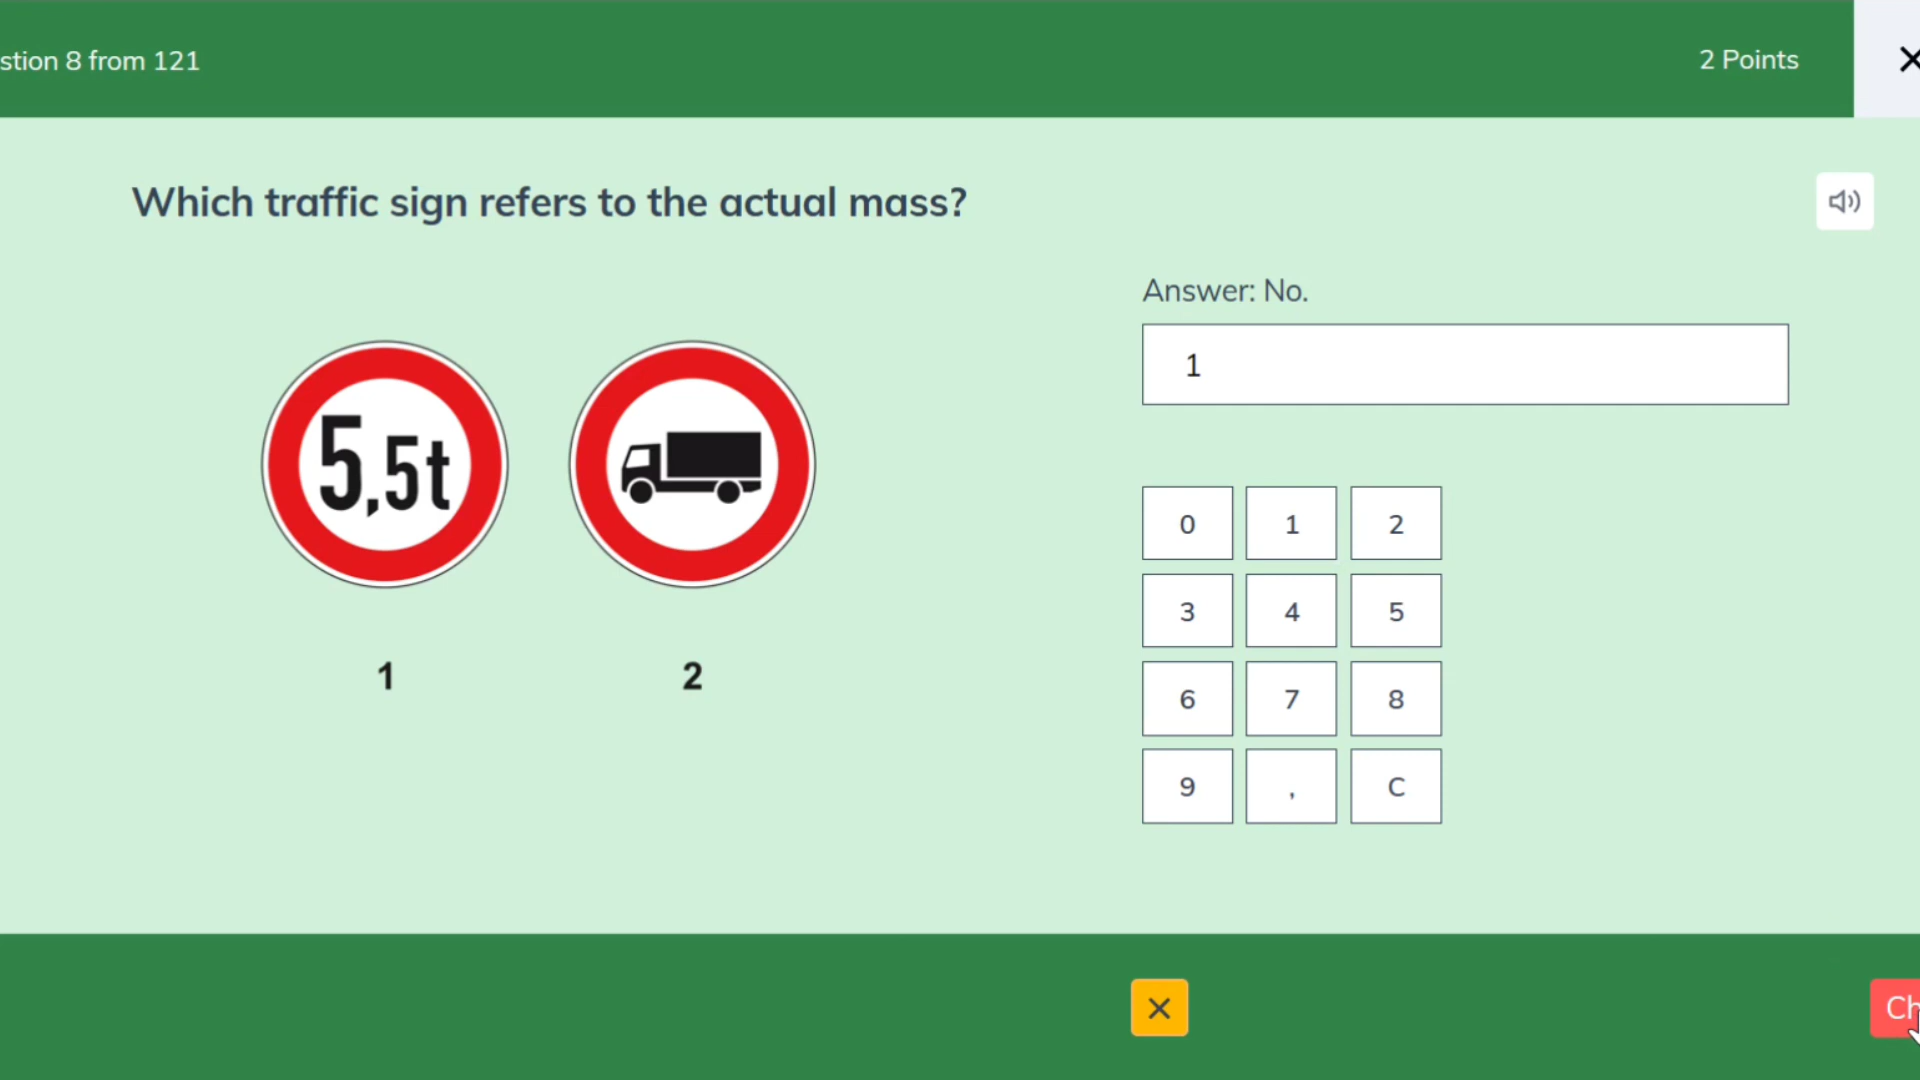 stion 8 from 121
2 Points
Which traffic sign refers to the actual mass?
Answer: No.
1
5,5t
1
2
0 1 2
3 4 5
6 7 8
9 , C
Ch